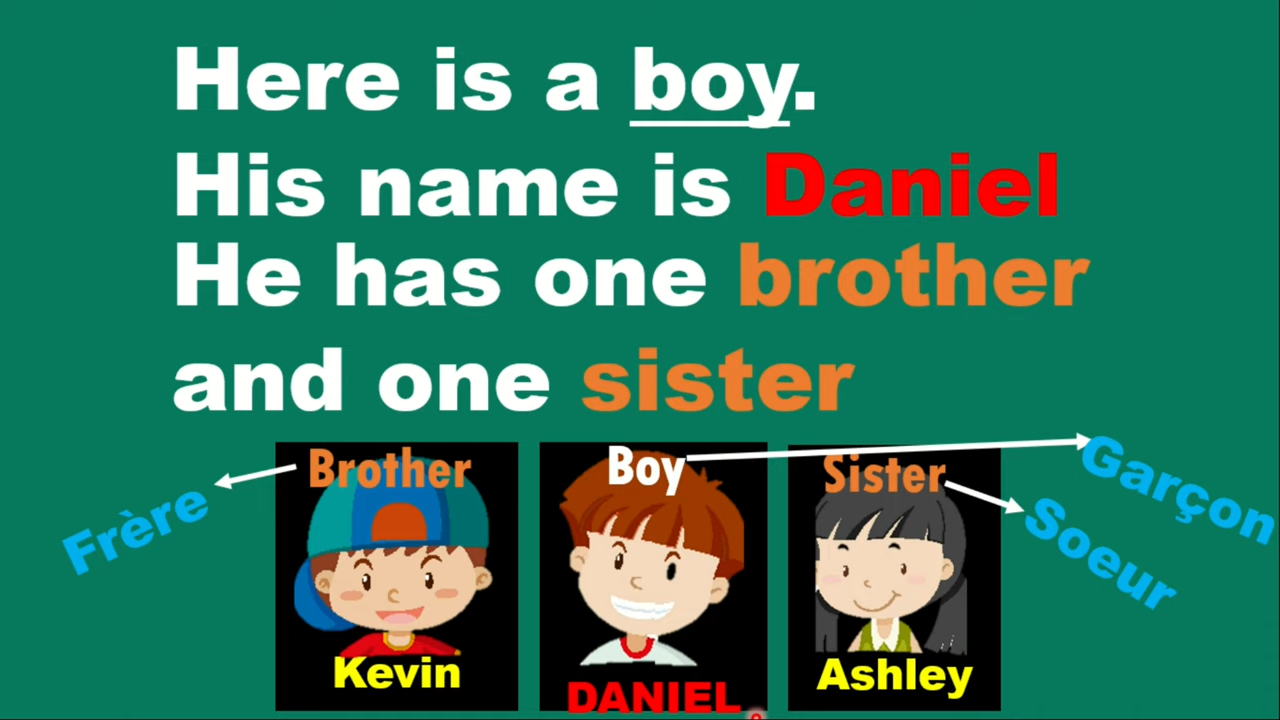 Here is a boy.
His name is Daniel
He has one brother
and one sister
Brother
Boy
Sister
Garçon
Frère
Soeur
Kevin
DANIEL
Ashley